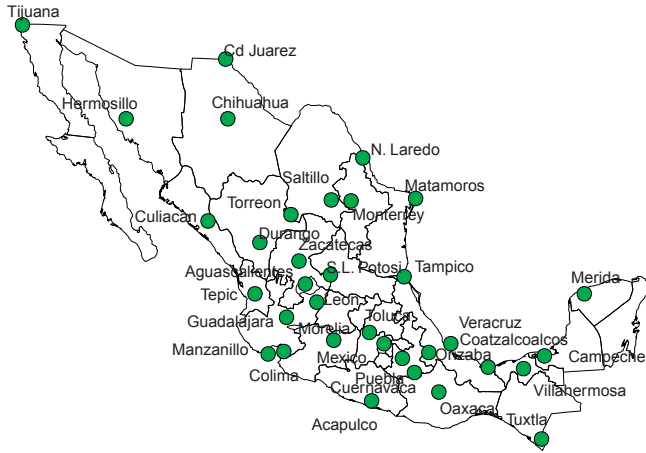 Tijuana
Cd Juarez
Hermosillo
Chihuahua
N. Laredo
Saltillo
Matamoros
Torreon
Monterrey
Culiacan
Durango
Zacatecas
S.L. Potosi
Tampico
Aguascalientes
Merida
Tepic
Leon
Guadalajara
Toluca
Veracruz
Morelia
Coatzalcoalcos
Manzanillo
Mexico
Orizaba
Campeche
Colima
Puebla
Cuernavaca
Villahermosa
Oaxaca
Tuxtla
Acapulco